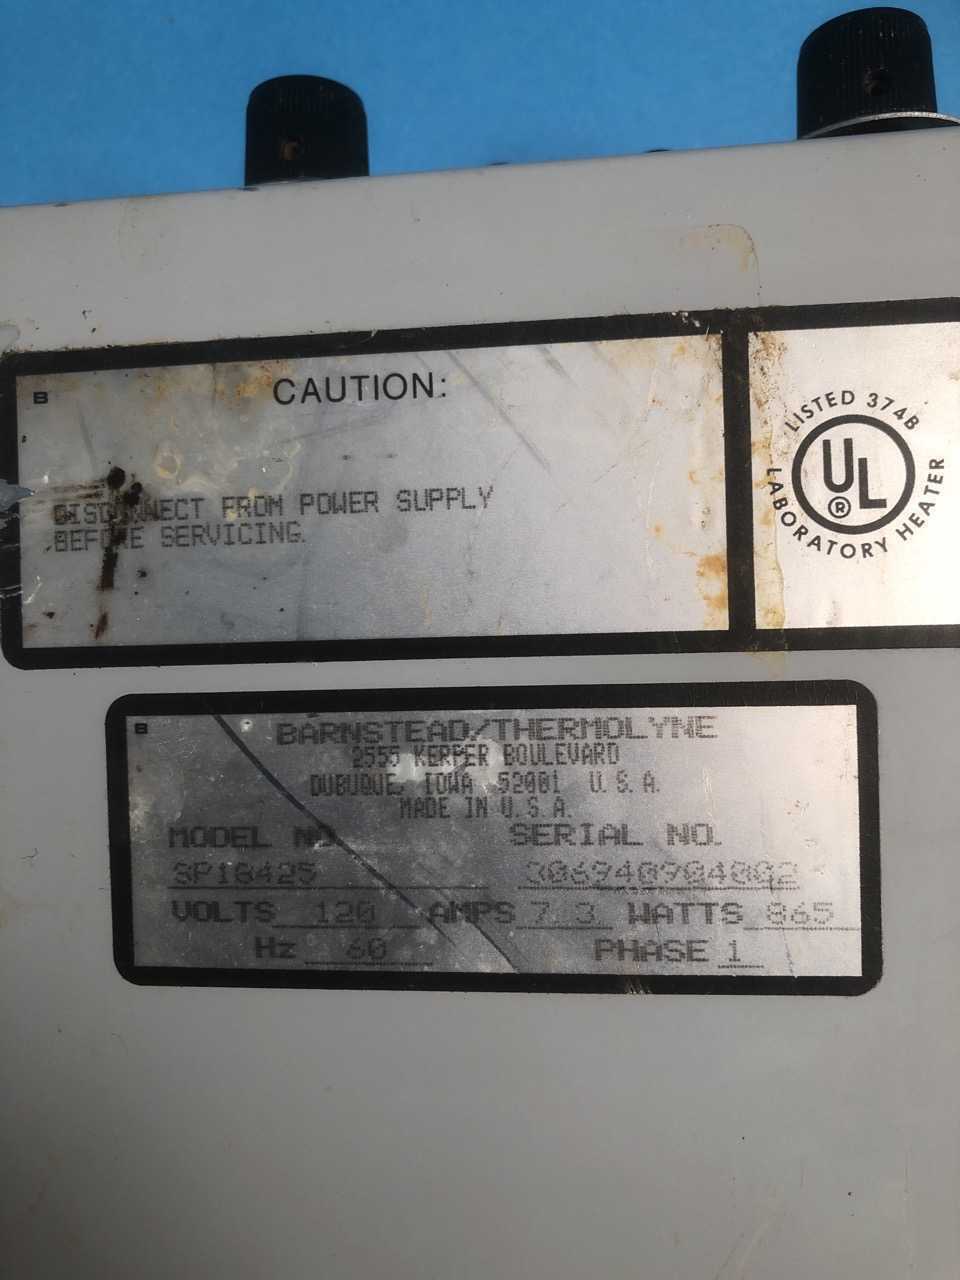 B
CAUTION:
DISCONNECT FROM POWER SUPPLY
BEFORE SERVICING.
LISTED 374B
UL
®
LABORATORY HEATER
B
BARNSTEAD/THERMOLYNE
2555 KERPER BOULEVARD
DUBUQUE, IOWA 52001 U.S.A.
MADE IN U.S.A.
MODEL NO. SERIAL NO.
SP18425 306940904002
VOLTS 120 AMPS 7.3 WATTS 865
Hz 60 PHASE 1